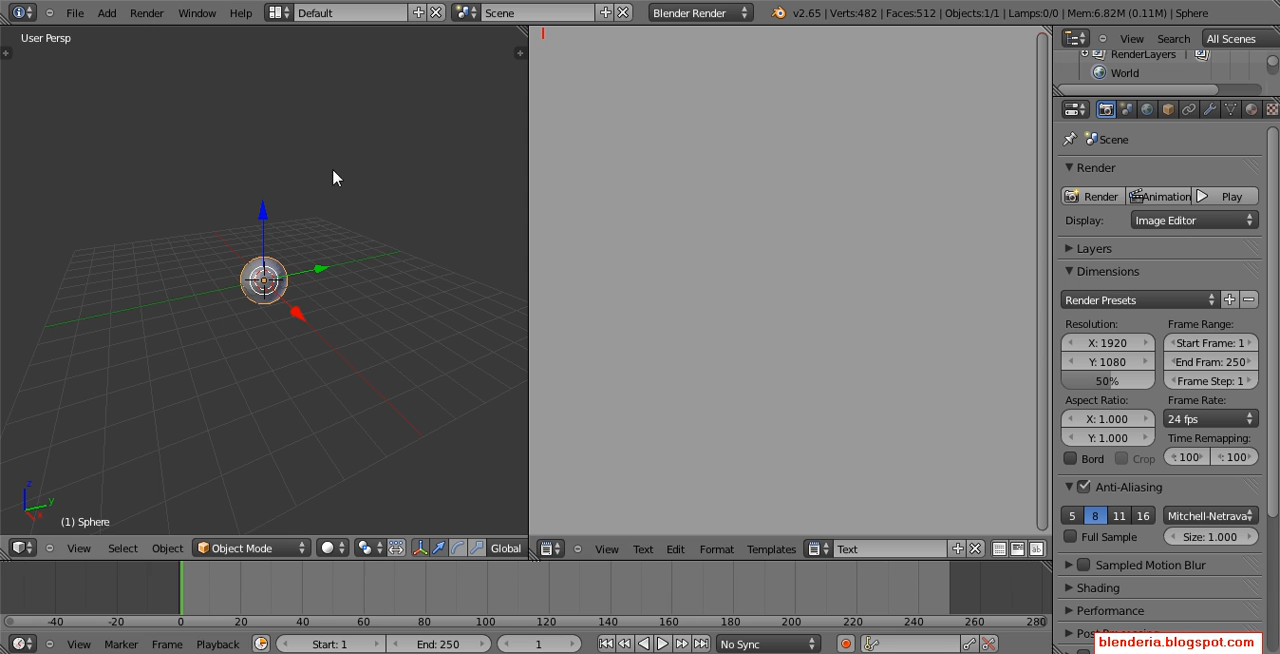 File Add Render Window Help Default Scene Blender Render v2.65 | Verts:482 | Faces:512 | Objects:1/1 | Lamps:0/0 | Mem:6.82M (0.11M) | Sphere
User Persp
(1) Sphere
View Select Object Object Mode Global
View Text Edit Format Templates Text
View Search All Scenes
RenderLayers
World
Scene
Render
Render Animation Play
Display: Image Editor
Layers
Dimensions
Render Presets
Resolution: Frame Range:
X: 1920 Start Frame: 1
Y: 1080 End Fram: 250
50% Frame Step: 1
Aspect Ratio: Frame Rate:
X: 1.000 24 fps
Y: 1.000 Time Remapping:
Bord Crop : 100 : 100
Anti-Aliasing
5 8 11 16 Mitchell-Netrava
Full Sample Size: 1.000
Sampled Motion Blur
Shading
Performance
-40 -20 0 20 40 60 80 100 120 140 160 180 200 220 240 260 280
View Marker Frame Playback Start: 1 End: 250 1 No Sync
blenderia.blogspot.com